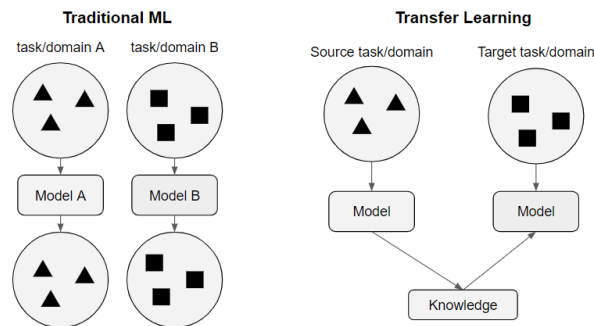 Traditional ML
Transfer Learning
task/domain A
task/domain B
Source task/domain
Target task/domain
Model A
Model B
Model
Model
Knowledge